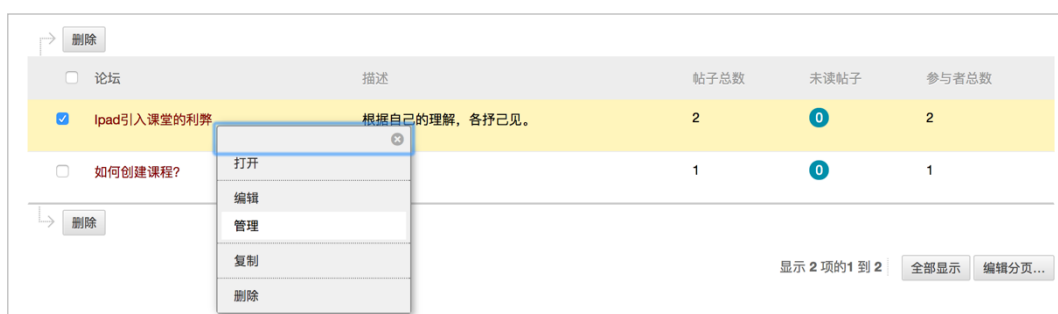 删除
论坛 描述 帖子总数 未读帖子 参与者总数
Ipad引入课堂的利弊 根据自己的理解，各抒己见。 2 0 2
打开
如何创建课程? 1 0 1
编辑
管理
删除
复制
显示 2 项的1 到 2 全部显示 编辑分页...
删除